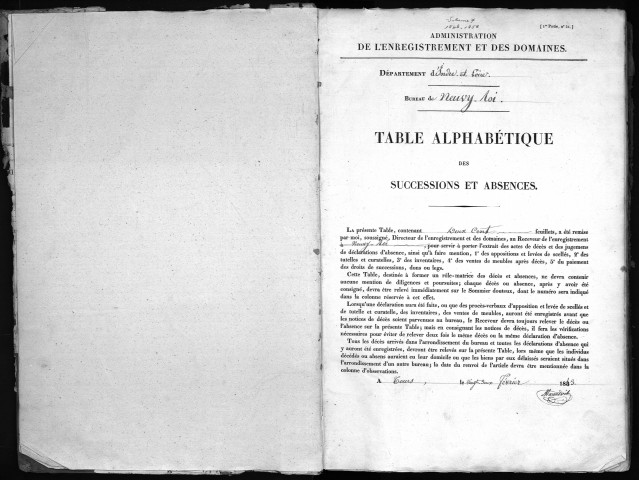 [1re Partie, no 11.]
ADMINISTRATION
DE L'ENREGISTREMENT ET DES DOMAINES.
DÉPARTEMENT d'Indre et Loire.
BUREAU de Neuvy-Roi.
TABLE ALPHABÉTIQUE
DES
SUCCESSIONS ET ABSENCES.
LA présente Table, contenant Deux Cent feuillets, a été remise
par moi, soussigné, Directeur de l'enregistrement et des domaines, au Receveur de l'enregistrement
à Neuvy-Roi, pour servir à porter l'extrait des actes de décès et des jugemens
de déclarations d'absence, ainsi qu'à faire mention, 1° des appositions et levées de scellés, 2° des
tutelles et curatelles, 3° des inventaires, 4° des ventes de meubles après décès, 5° du paiement
des droits de succession, dans ou fuga.
Cette Table, destinée à former un rôle-matrice des décès et absences, ne devra contenir
aucune mention de diligences et poursuites; chaque décès ou absence, après y avoir été
consigné, devra être relevé immédiatement sur le Sommier douteux, dont le numéro sera indiqué
dans la colonne réservée à cet effet.
Lorsqu'une déclaration aura été faite, ou que des procès-verbaux d'apposition et levée de scellés et
de tutelle et curatelle, des inventaires, des ventes de meubles, auront été enregistrés avant que
les notices de décès soient parvenues au bureau, le Receveur devra toujours relever le décès ou
l'absence sur la présente Table; mais en consignant les notices de décès, il fera les vérifications
nécessaires pour éviter de relever deux fois le même décès ou la même déclaration d'absence.
Tous les décès arrivés dans l'arrondissement du bureau et toutes les déclarations d'absence qui
y auront été enregistrées, devront être relevés sur la présente Table, lors même que les individus
décédés ou absens auraient eu leur domicile ou que les biens par eux délaissés seraient situés dans
l'arrondissement d'un autre bureau; la date du renvoi de l'article devra être mentionnée dans la
colonne d'observations.
A Tours, le vingt-deux février 1843.